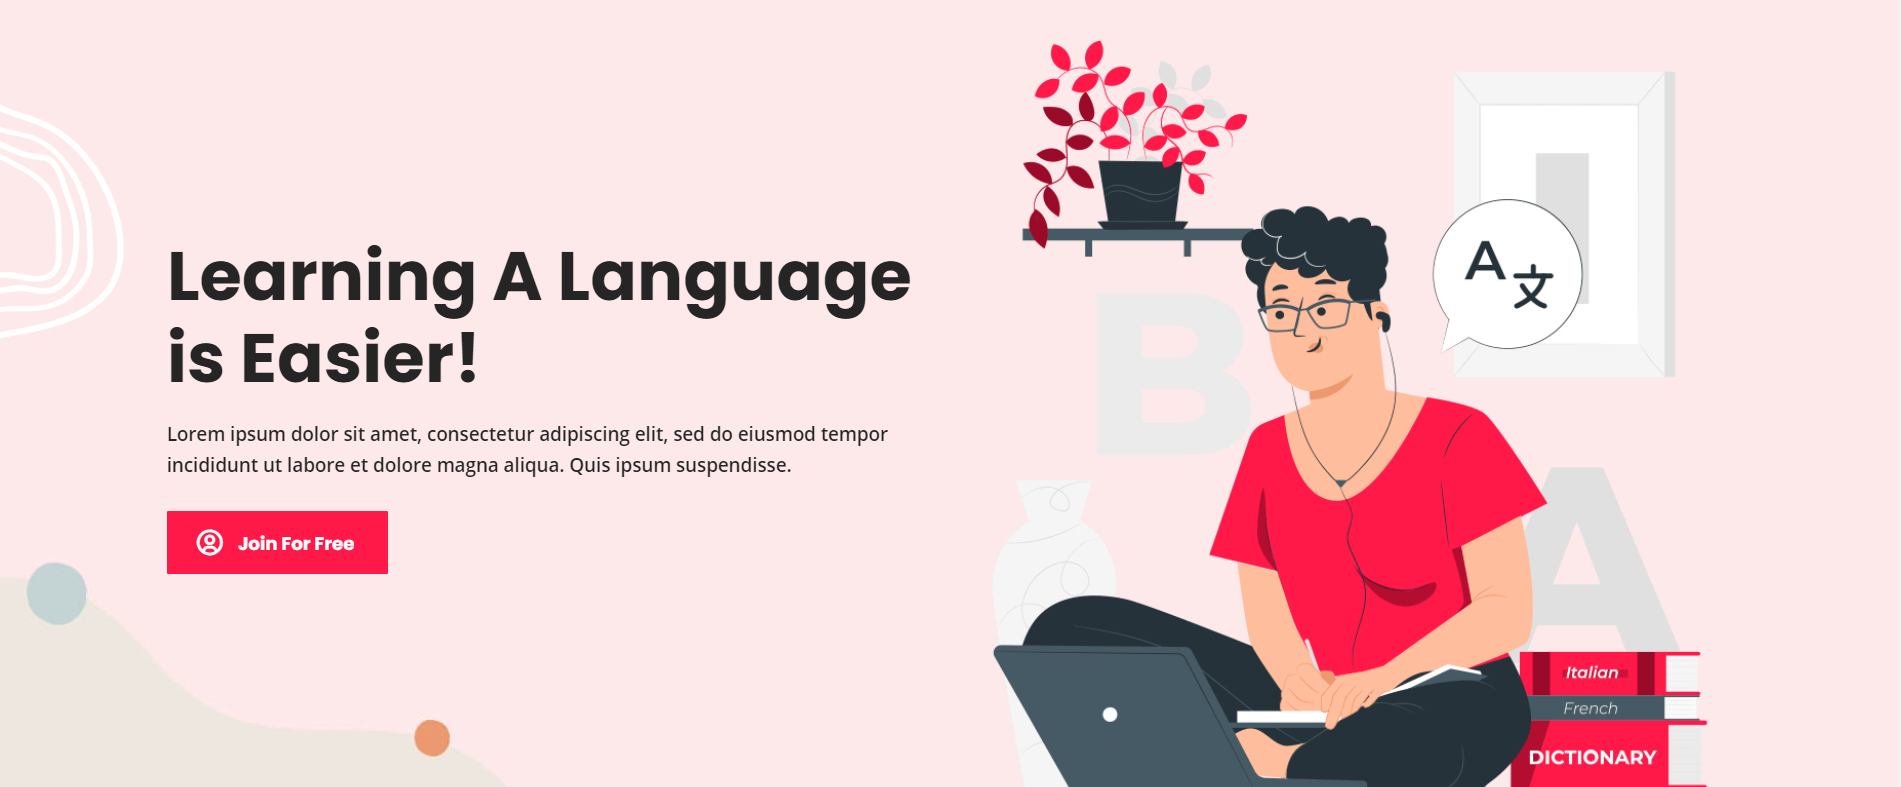 Learning A Language
is Easier!
Lorem ipsum dolor sit amet, consectetur adipiscing elit, sed do eiusmod tempor
incididunt ut labore et dolore magna aliqua. Quis ipsum suspendisse.
Join For Free
B
A 文
A
Italian
French
DICTIONARY